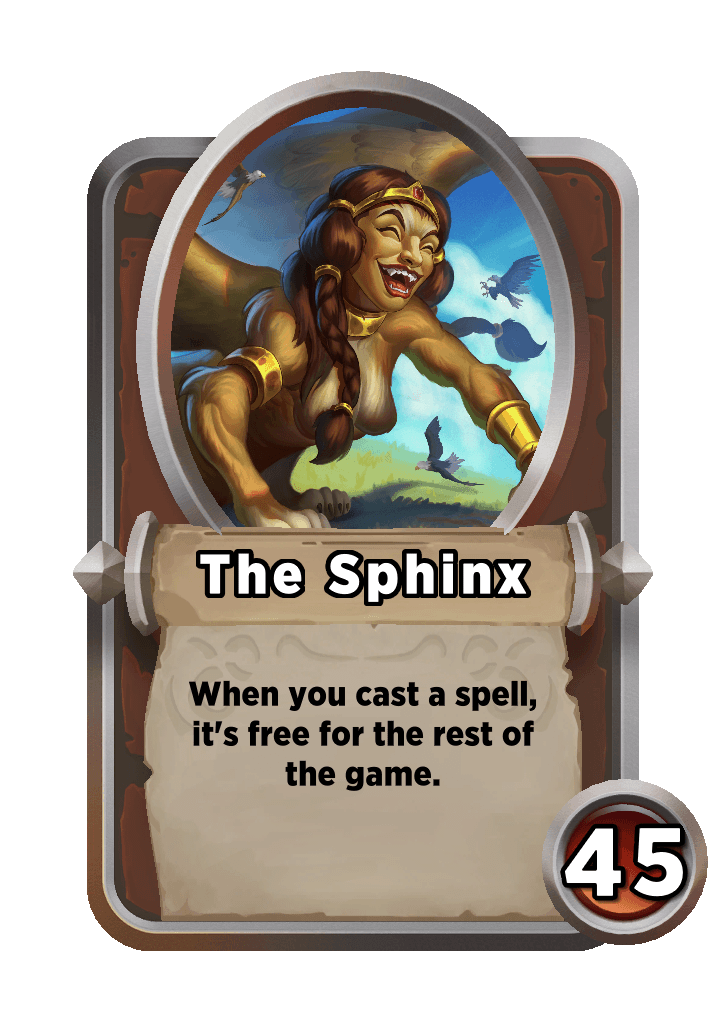 The Sphinx
When you cast a spell,
it's free for the rest of
the game.
45